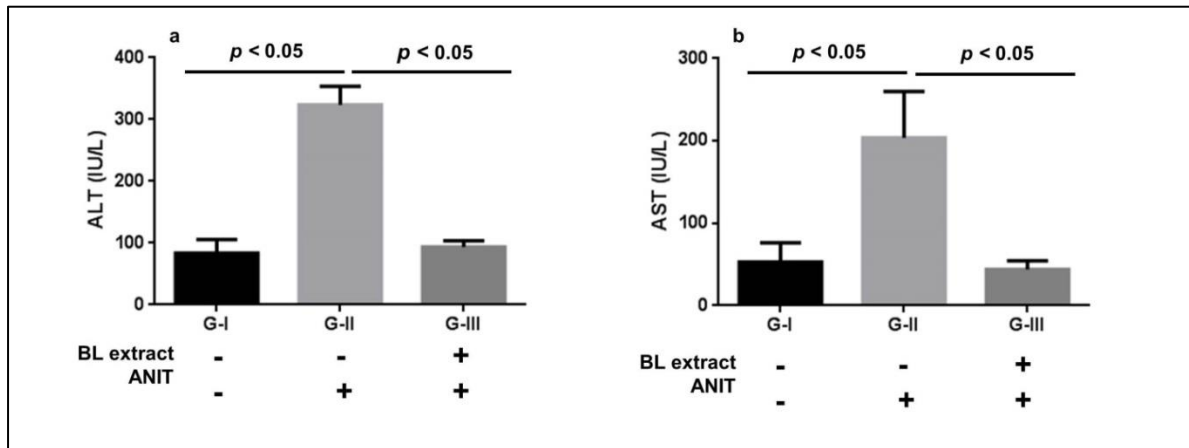 a
p < 0.05 p < 0.05
400
300
200
100
0
ALT (IU/L)
G-I G-II G-III
BL extract - - +
ANIT - + +
b
p < 0.05 p < 0.05
300
200
100
0
AST (IU/L)
G-I G-II G-III
BL extract - - +
ANIT - + +